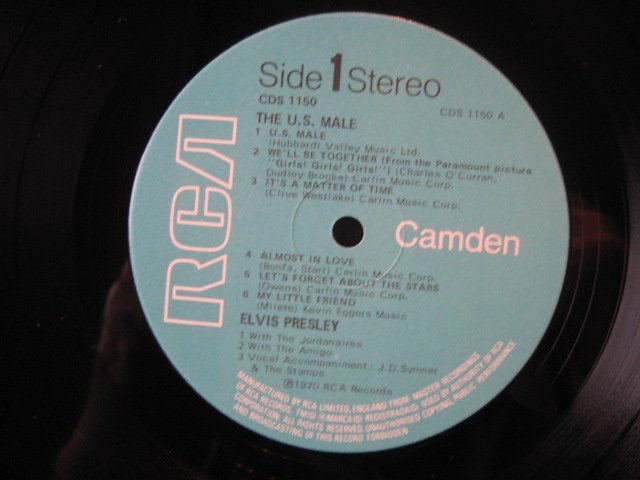 Side 1 Stereo
CDS 1150
CDS 1150 A
THE U.S. MALE
1 U.S. MALE
(Hubbard) Valley Music Ltd.
2 WE'LL BE TOGETHER (From the Paramount picture
"Girls! Girls! Girls!") (Charles O'Curran,
Dudley Brooke) Carlin Music Corp.
3 IT'S A MATTER OF TIME
(Clive Westlake) Carlin Music Corp.
RCA
Camden
4 ALMOST IN LOVE
(Bonfa, Starr) Carlin Music Corp.
5 LET'S FORGET ABOUT THE STARS
(Owens) Carlin Music Corp.
6 MY LITTLE FRIEND
(Milete) Kevin Eggers Music
ELVIS PRESLEY
1 With The Jordanaires
2 With The Amigo
3 Vocal Accompaniment: J.D. Sumner
& The Stamps
℗1970 RCA Records
MANUFACTURED BY RCA LIMITED, ENGLAND FROM MASTER RECORDINGS
OF RCA RECORDS. TM(S) ® MARCA(S) REGISTRADA(S) USED BY AUTHORITY OF RCA
CORPORATION. ALL RIGHTS RESERVED. UNAUTHORISED COPYING PUBLIC PERFORMANCE
AND BROADCASTING OF THIS RECORD FORBIDDEN